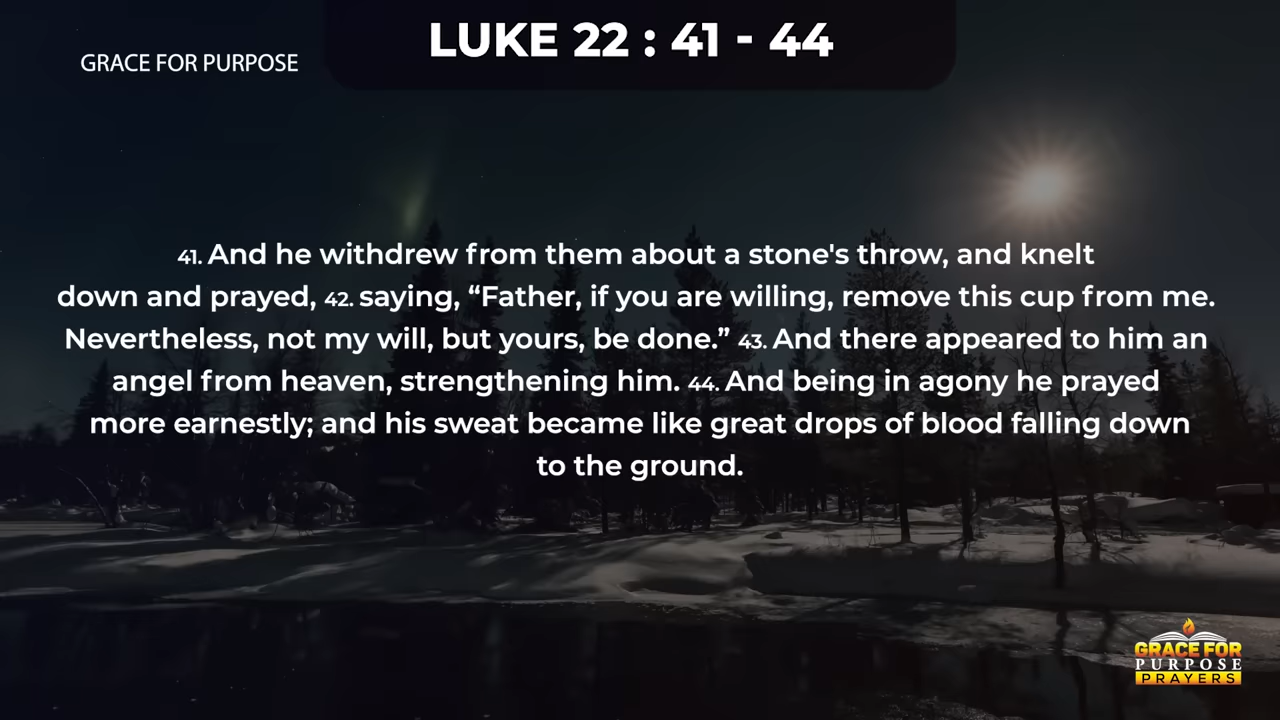 LUKE 22 : 41 - 44
GRACE FOR PURPOSE
41. And he withdrew from them about a stone's throw, and knelt
down and prayed, 42. saying, “Father, if you are willing, remove this cup from me.
Nevertheless, not my will, but yours, be done.” 43. And there appeared to him an
angel from heaven, strengthening him. 44. And being in agony he prayed
more earnestly; and his sweat became like great drops of blood falling down
to the ground.
GRACE FOR
PURPOSE
PRAYERS